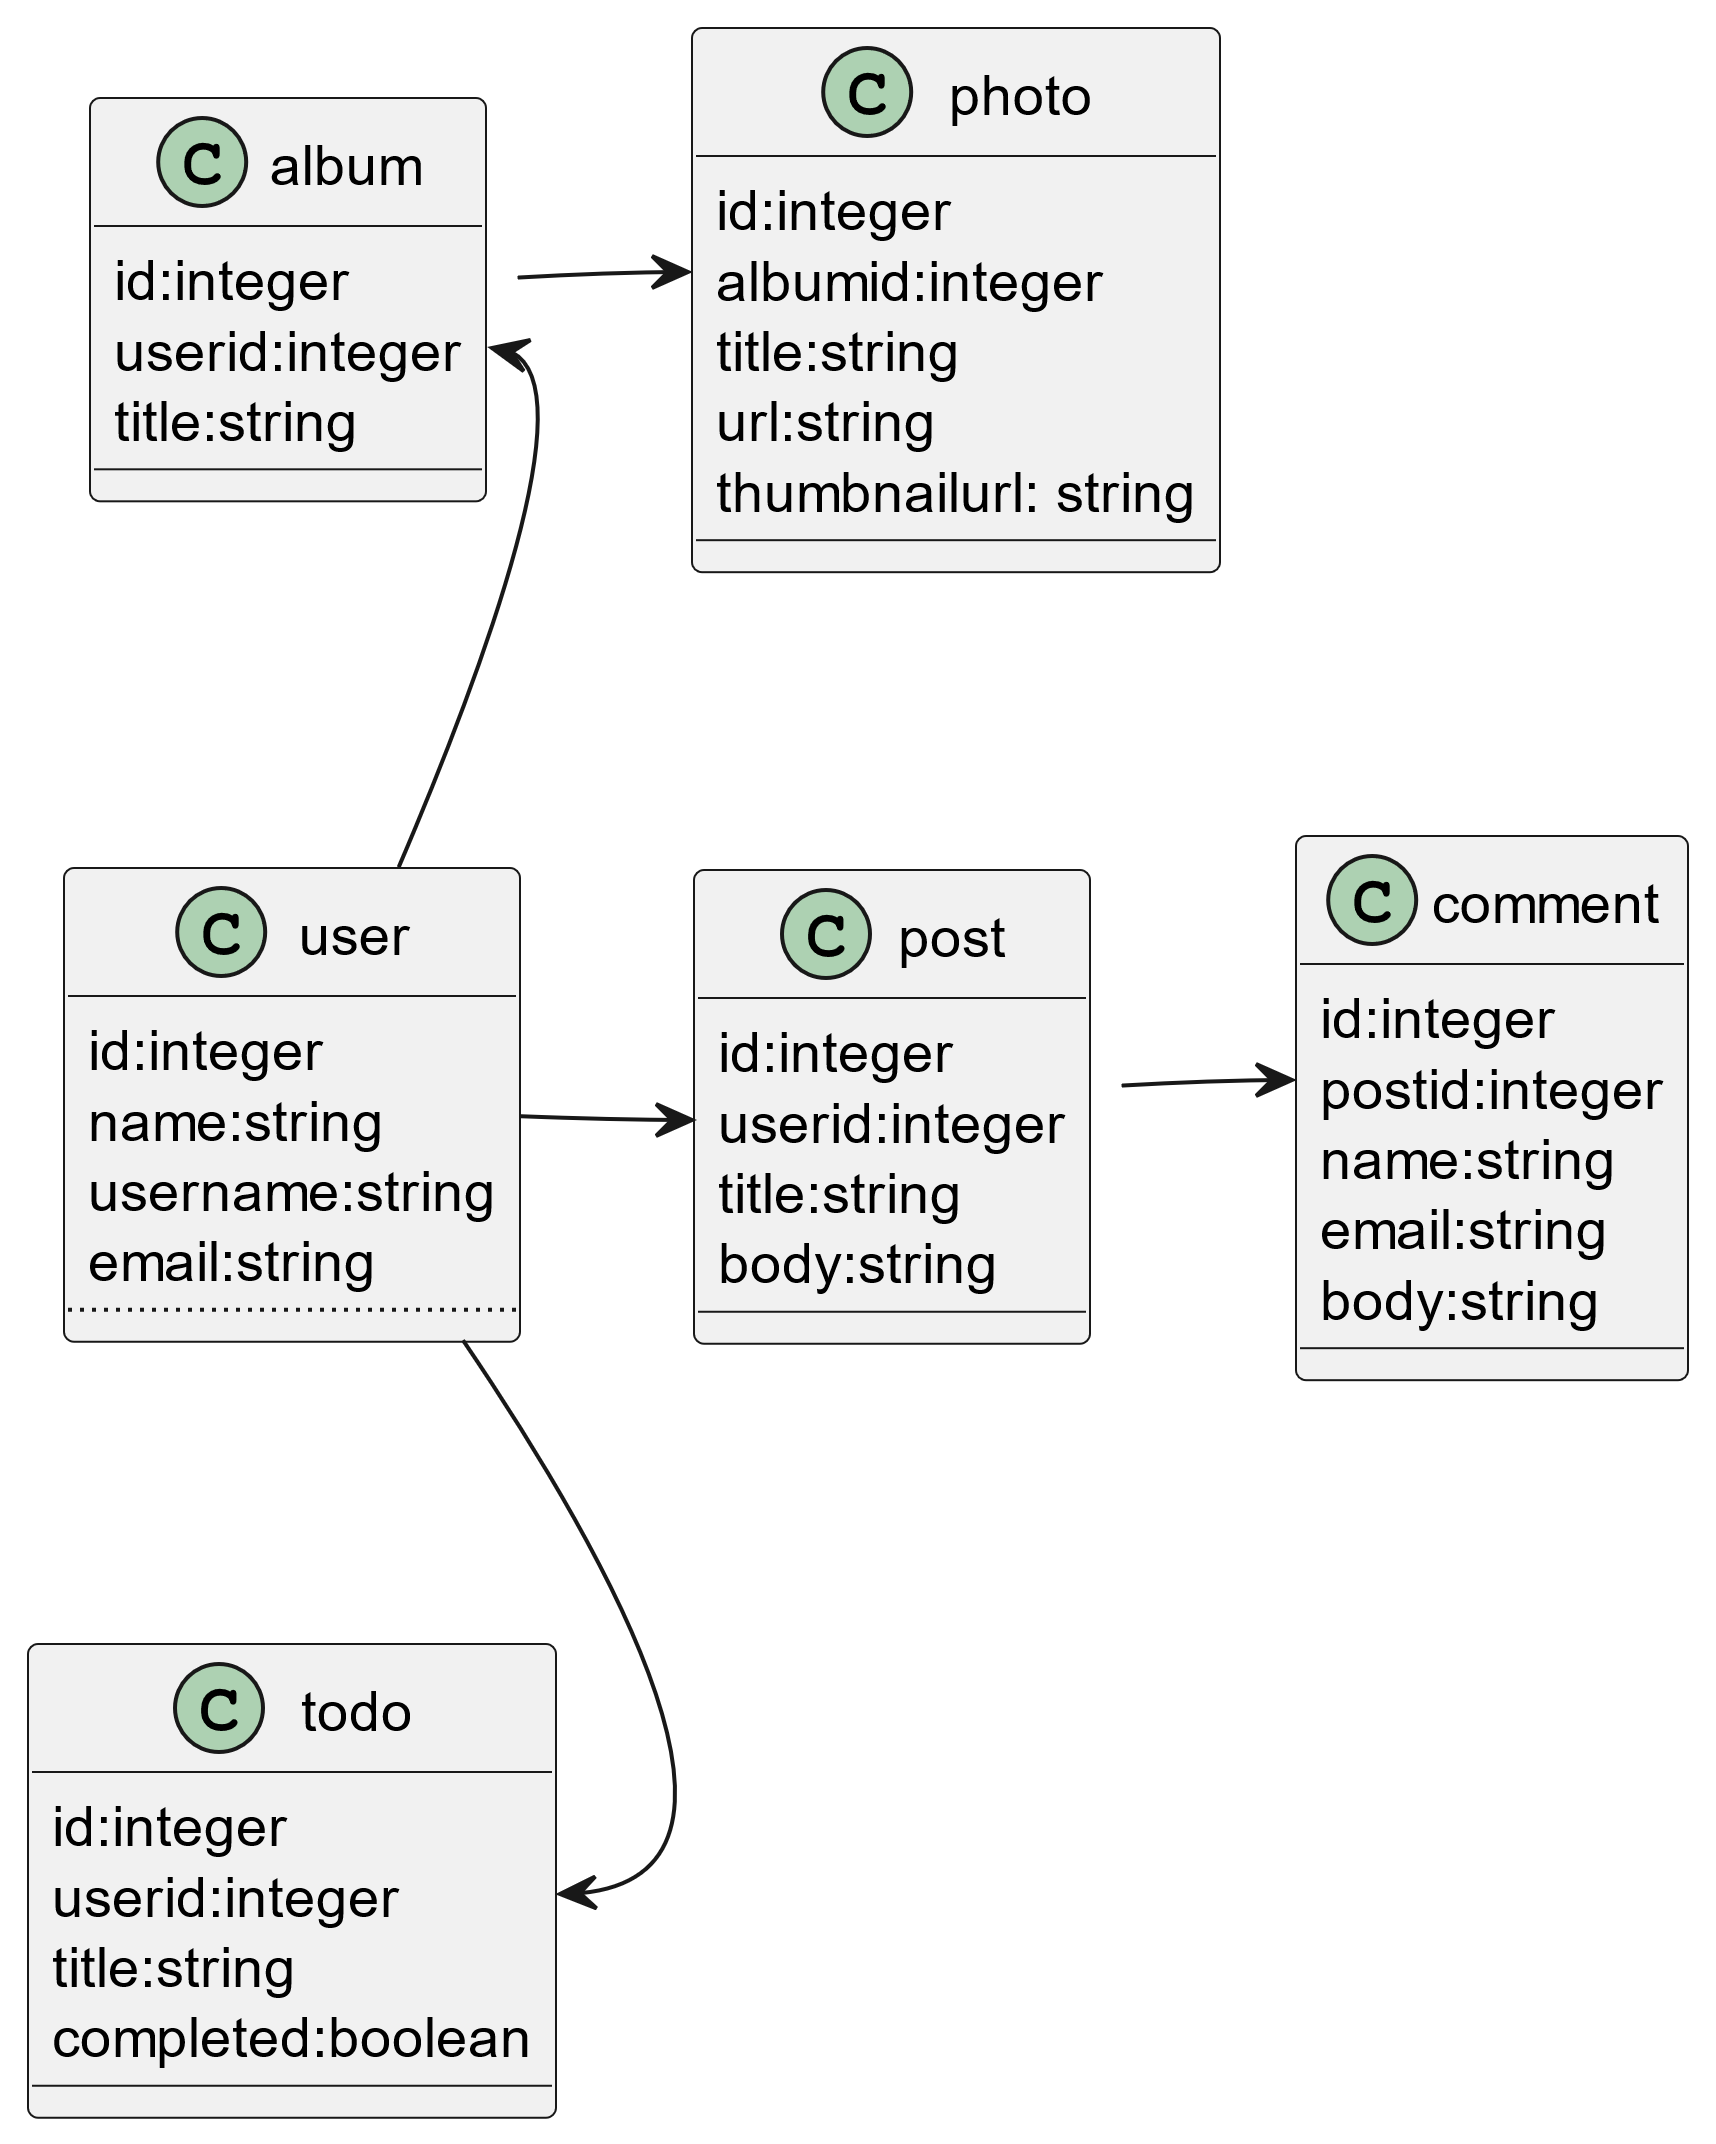 C album
id:integer
userid:integer
title:string
C photo
id:integer
albumid:integer
title:string
url:string
thumbnailurl: string
C user
id:integer
name:string
username:string
email:string
C post
id:integer
userid:integer
title:string
body:string
C comment
id:integer
postid:integer
name:string
email:string
body:string
C todo
id:integer
userid:integer
title:string
completed:boolean